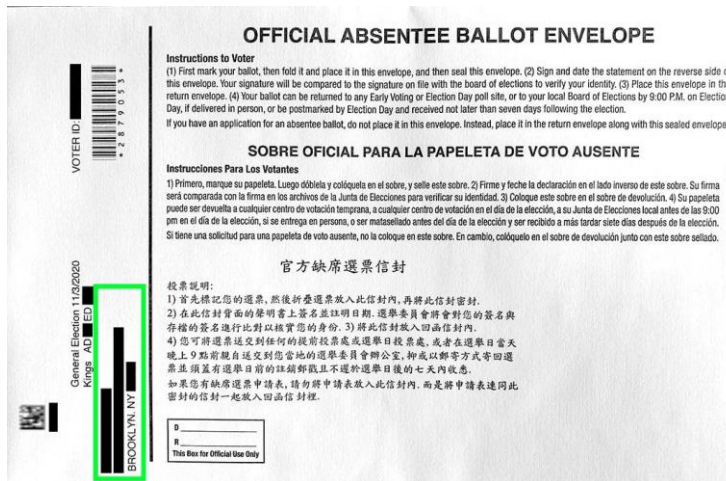 OFFICIAL ABSENTEE BALLOT ENVELOPE
Instructions to Voter
(1) First mark your ballot, then fold it and place it in this envelope, and then seal this envelope. (2) Sign and date the statement on the reverse side
this envelope. Your signature will be compared to the signature on file with the board of elections to verify your identity. (3) Place this envelope in
return envelope. (4) Your ballot can be returned to any Early Voting or Election Day poll site, or to your local Board of Elections by 9:00 P.M. on
Day, if delivered in person, or be postmarked by Election Day and received not later than seven days following the election.
If you have an application for an absentee ballot, do not place it in this envelope. Instead, place it in the return envelope along with this sealed
SOBRE OFICIAL PARA LA PAPELETA DE VOTO AUSENTE
Instrucciones Para Los Votantes
1) Primero, marque su papeleta. Luego dóblela y colóquela en el sobre, y selle este sobre. 2) Firme y feche la declaración en el lado inverso de este sobre. Su firma
será comparada con la firma en los archivos de la Junta de Elecciones para verificar su identidad. 3) Coloque este sobre en el sobre de devolución. 4) Su papeleta
puede ser devuelta a cualquier centro de votación temprana, a cualquier centro de votación en el día de la elección, a su Junta de Elecciones local antes de las 9:00
pm en el día de la elección, si se entrega en persona, o ser matasellado antes del día de la elección y ser recibido a más tardar siete días después de la elección.
Si tiene una solicitud para una papeleta de voto ausente, no la coloque en este sobre. En cambio, colóquelo en el sobre de devolución junto con este sobre sellado.
官方缺席選票信封
投票說明:
1) 首先標記您的選票, 然後折疊選票放入此信封內, 再將此信封密封.
2) 在此信封背面的聲明書上簽名並註明日期. 選舉委員會將會對您的簽名與
存檔的簽名進行比對以核實您的身份. 3) 將此信封放入回函信封內.
4) 您可將選票送交到任何的提前投票處或選舉日投票處, 或者在選舉日當天
晚上9點前親自送交到您當地的選舉委員會辦公室, 抑或以郵寄方式寄回選
票並須蓋有選舉日前的註銷郵戳且不遲於選舉日後的七天內收悉.
如果您有缺席選票申請表, 請勿將申請表放入此信封內. 而是將申請表連同此
密封的信封一起放入回函信封裡.
D
R
This Box for Official Use Only
VOTER ID:
*2879053*
General Election 11/3/2020
Kings AD ED
BROOKLYN, NY